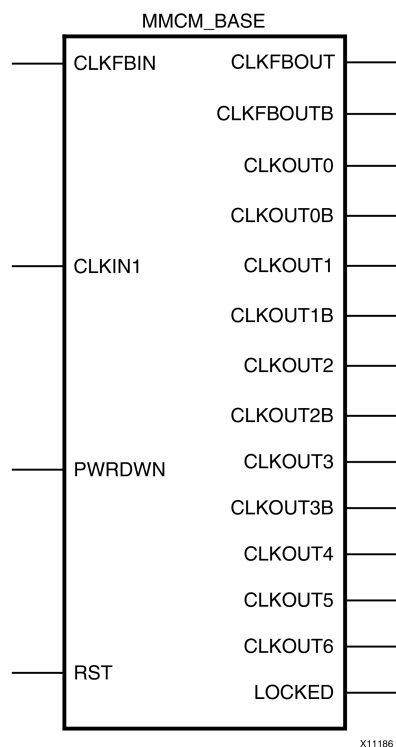 MMCM_BASE
CLKFBIN
CLKIN1
PWRDWN
RST
CLKFBOUT
CLKFBOUTB
CLKOUT0
CLKOUT0B
CLKOUT1
CLKOUT1B
CLKOUT2
CLKOUT2B
CLKOUT3
CLKOUT3B
CLKOUT4
CLKOUT5
CLKOUT6
LOCKED
X11186